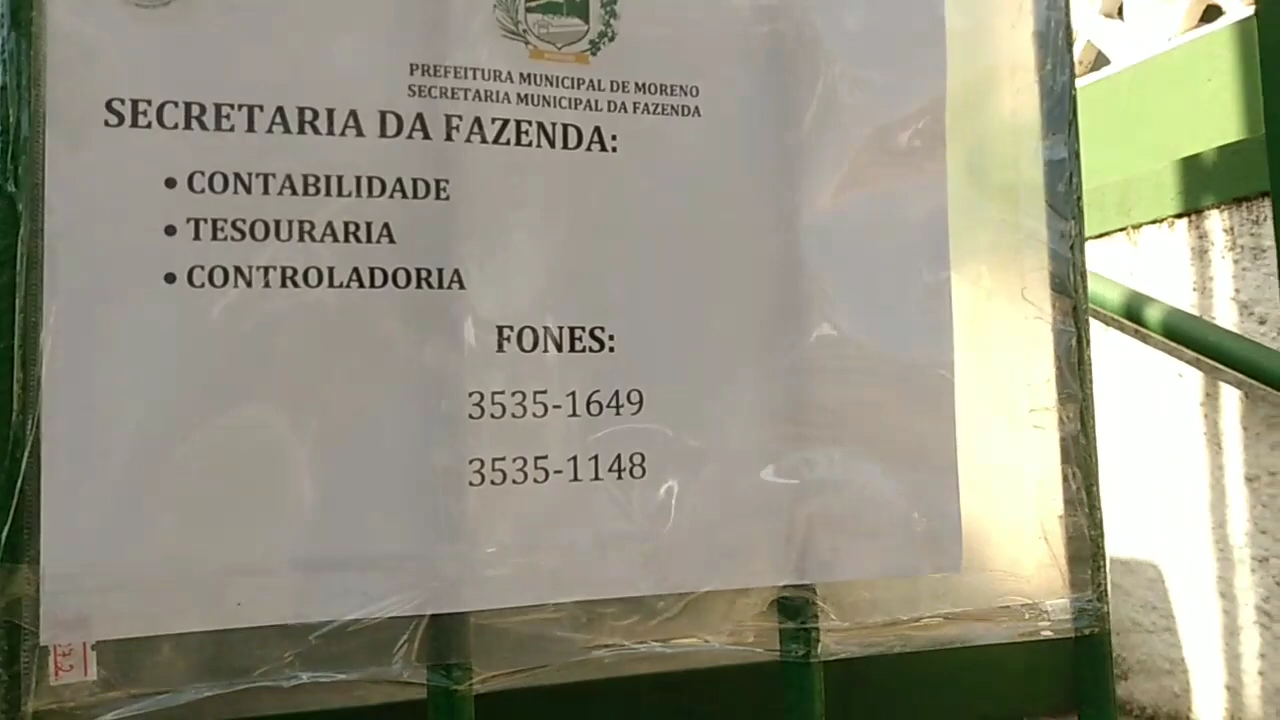 PREFEITURA MUNICIPAL DE MORENO
SECRETARIA MUNICIPAL DA FAZENDA
SECRETARIA DA FAZENDA:
• CONTABILIDADE
• TESOURARIA
• CONTROLADORIA
FONES:
3535-1649
3535-1148